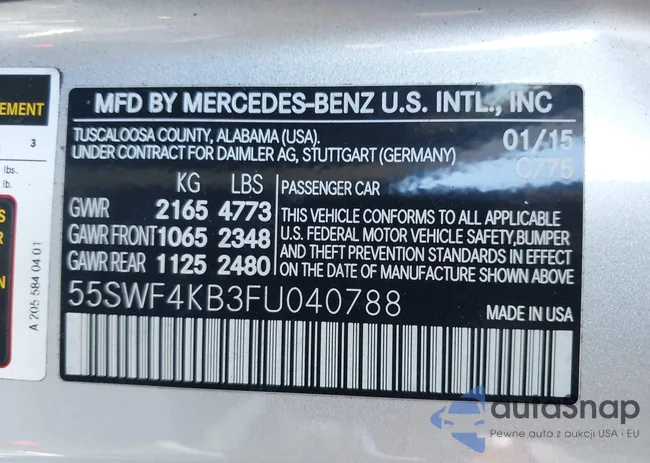 EMENT
3
lbs.
lb.
S
R
A 205 584 04 01
MFD BY MERCEDES-BENZ U.S. INTL., INC
TUSCALOOSA COUNTY, ALABAMA (USA). 01/15
UNDER CONTRACT FOR DAIMLER AG, STUTTGART (GERMANY) C775
KG LBS
GWR 2165 4773
GAWR FRONT 1065 2348
GAWR REAR 1125 2480
PASSENGER CAR
THIS VEHICLE CONFORMS TO ALL APPLICABLE
U.S. FEDERAL MOTOR VEHICLE SAFETY,BUMPER
AND THEFT PREVENTION STANDARDS IN EFFECT
ON THE DATE OF MANUFACTURE SHOWN ABOVE.
55SWF4KB3FU040788
MADE IN USA
autosnap
Pewne auta z aukcji USA i EU